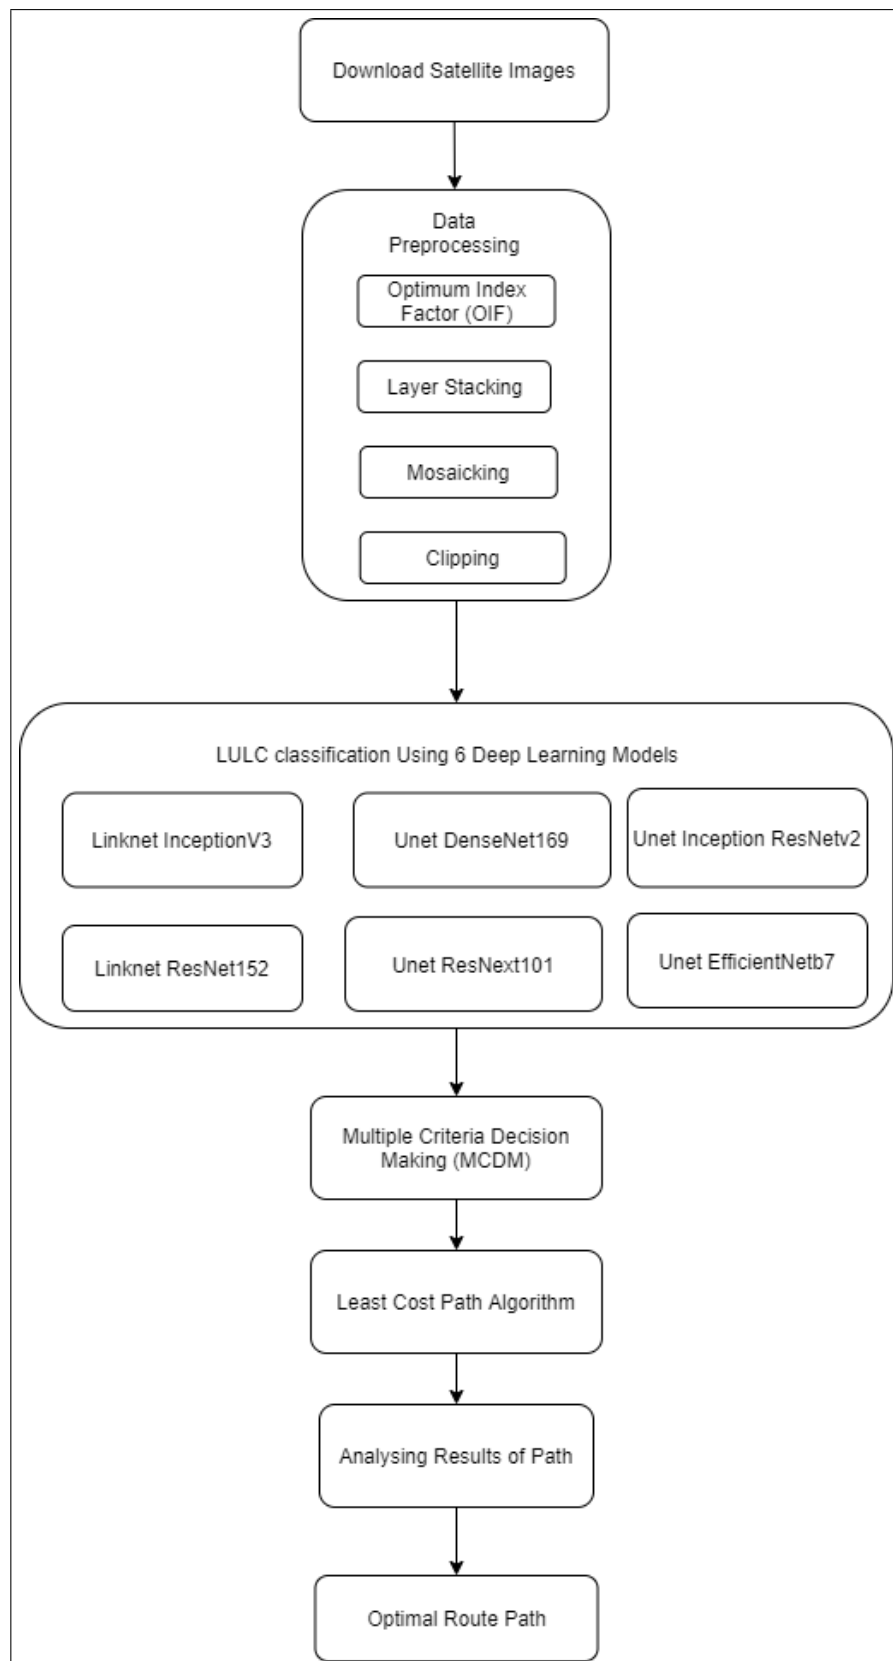 Download Satellite Images
Data
Preprocessing
Optimum Index
Factor (OIF)
Layer Stacking
Mosaicking
Clipping
LULC classification Using 6 Deep Learning Models
Linknet InceptionV3
Unet DenseNet169
Unet Inception ResNetv2
Linknet ResNet152
Unet ResNext101
Unet EfficientNetb7
Multiple Criteria Decision
Making (MCDM)
Least Cost Path Algorithm
Analysing Results of Path
Optimal Route Path